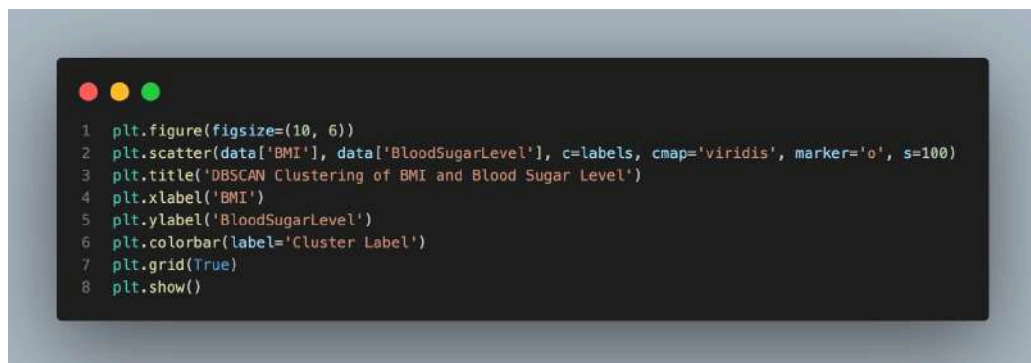 1 plt.figure(figsize=(10, 6))
2 plt.scatter(data['BMI'], data['BloodSugarLevel'], c=labels, cmap='viridis', marker='o', s=100)
3 plt.title('DBSCAN Clustering of BMI and Blood Sugar Level')
4 plt.xlabel('BMI')
5 plt.ylabel('BloodSugarLevel')
6 plt.colorbar(label='Cluster Label')
7 plt.grid(True)
8 plt.show()